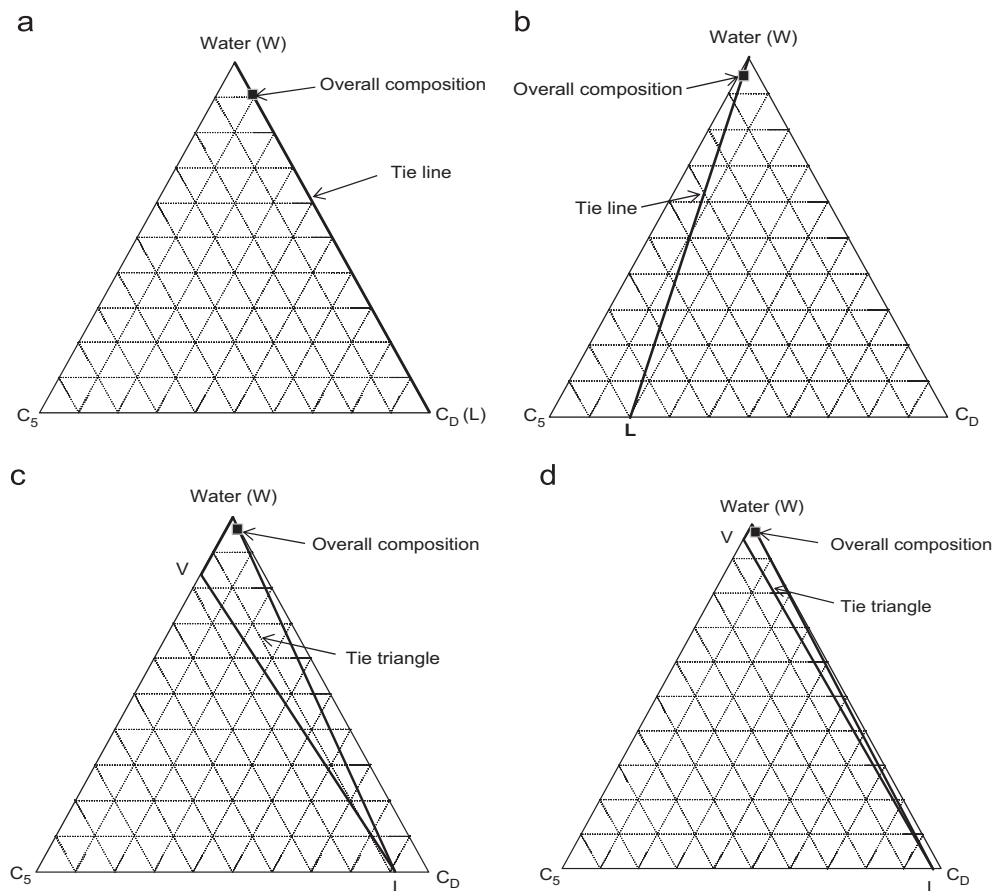 a
Water (W)
Overall composition
Tie line
C5
CD (L)
b
Water (W)
Overall composition
Tie line
C5
L
CD
c
Water (W)
Overall composition
V
Tie triangle
C5
L
CD
d
Water (W)
V
Overall composition
Tie triangle
C5
L
CD